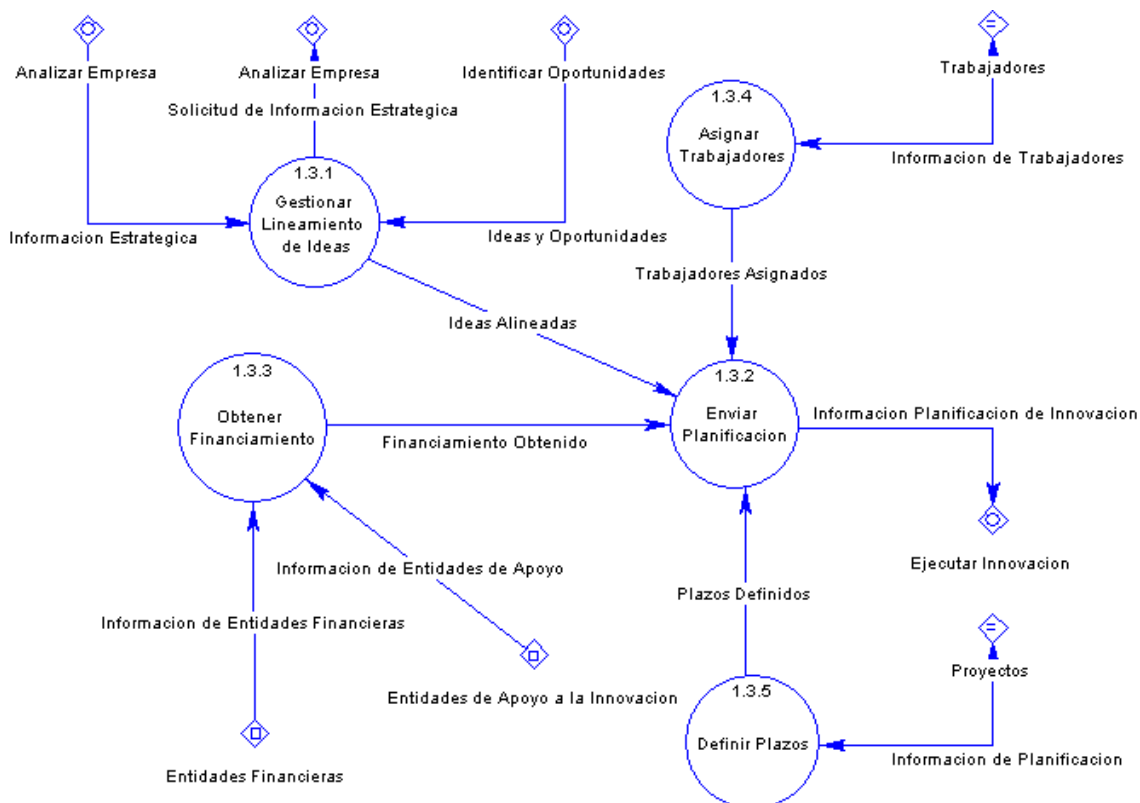 Analizar Empresa
Analizar Empresa
Identificar Oportunidades
Trabajadores
Solicitud de Informacion Estrategica
1.3.4
Asignar
Trabajadores
Informacion de Trabajadores
1.3.1
Gestionar
Lineamiento
de Ideas
Informacion Estrategica
Ideas y Oportunidades
Trabajadores Asignados
Ideas Alineadas
1.3.3
Obtener
Financiamiento
Financiamiento Obtenido
1.3.2
Enviar
Planificacion
Informacion Planificacion de Innovacion
Ejecutar Innovacion
Informacion de Entidades de Apoyo
Plazos Definidos
Informacion de Entidades Financieras
Proyectos
Entidades de Apoyo a la Innovacion
1.3.5
Definir Plazos
Informacion de Planificacion
Entidades Financieras